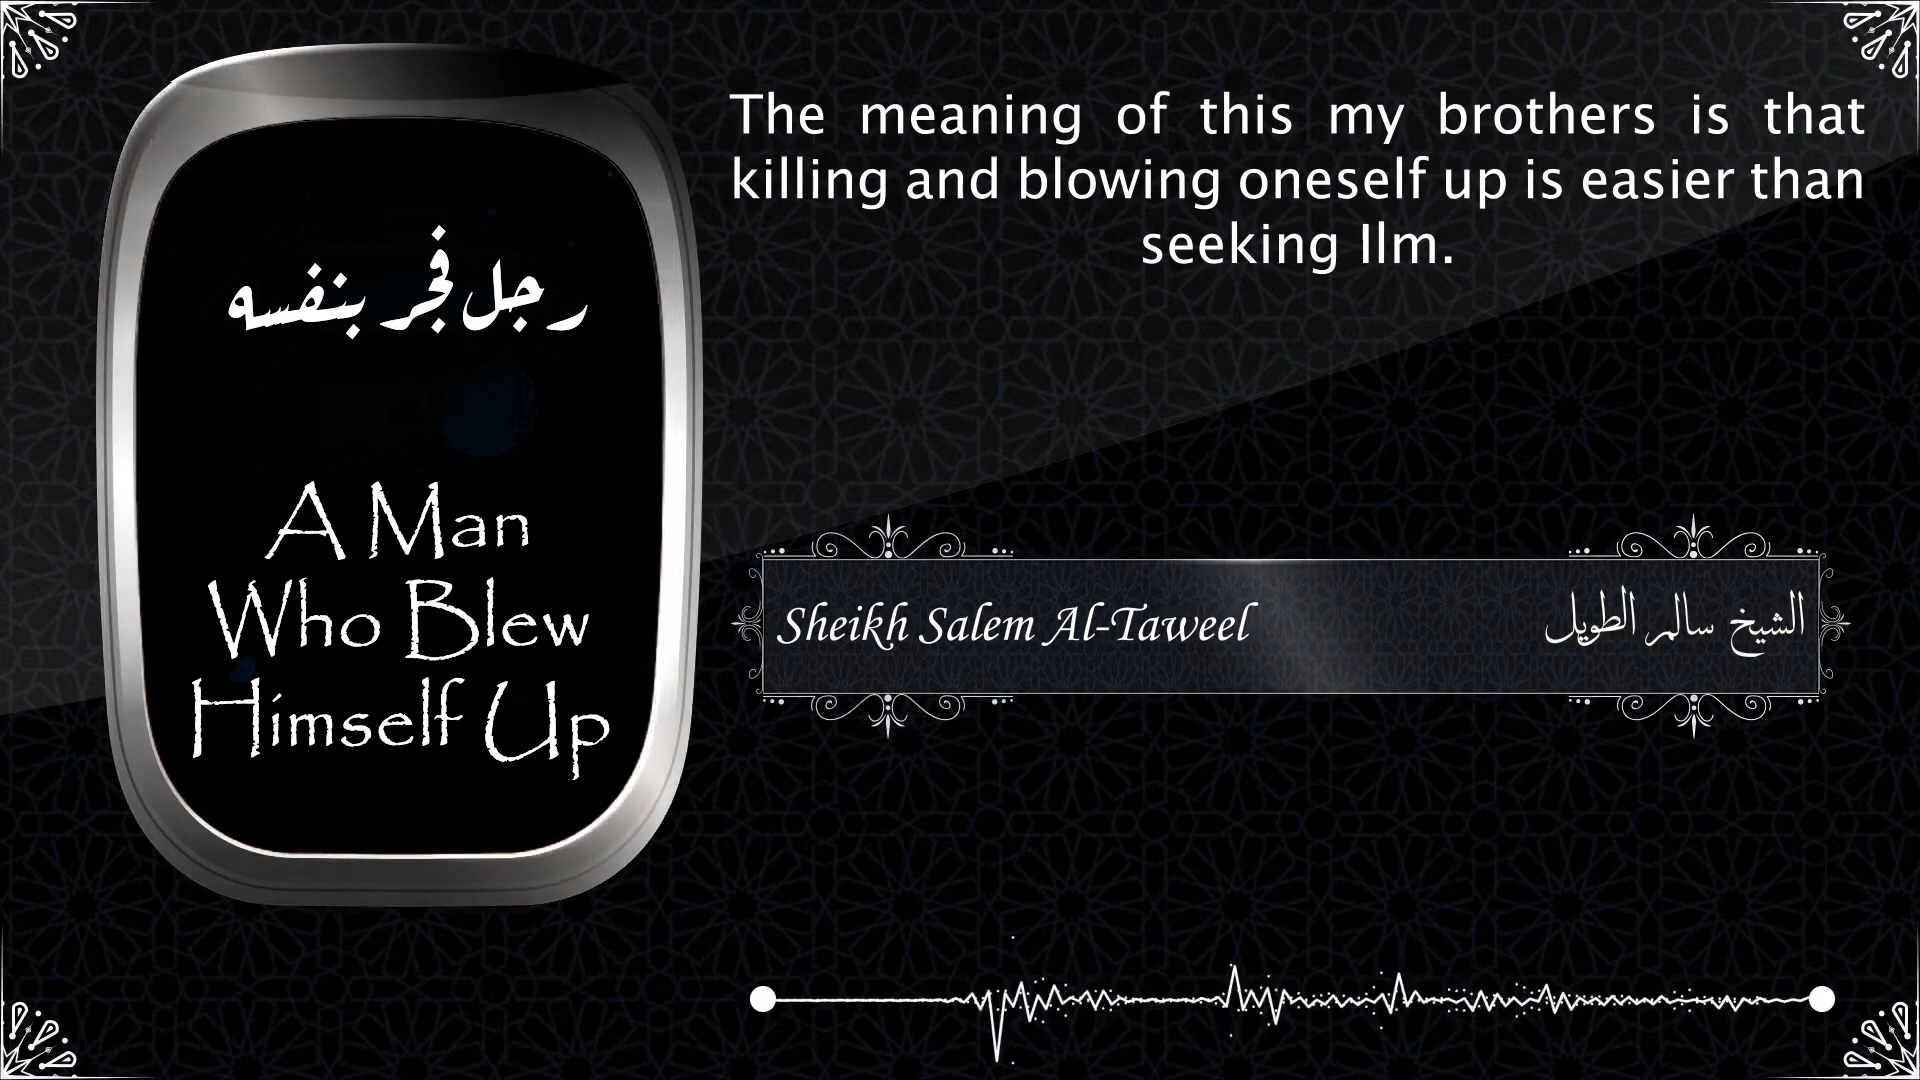 رجل فجر بنفسه
A Man
Who Blew
Himself Up
The meaning of this my brothers is that
killing and blowing oneself up is easier than
seeking Ilm.
Sheikh Salem Al-Taweel
الشيخ سالم الطويل